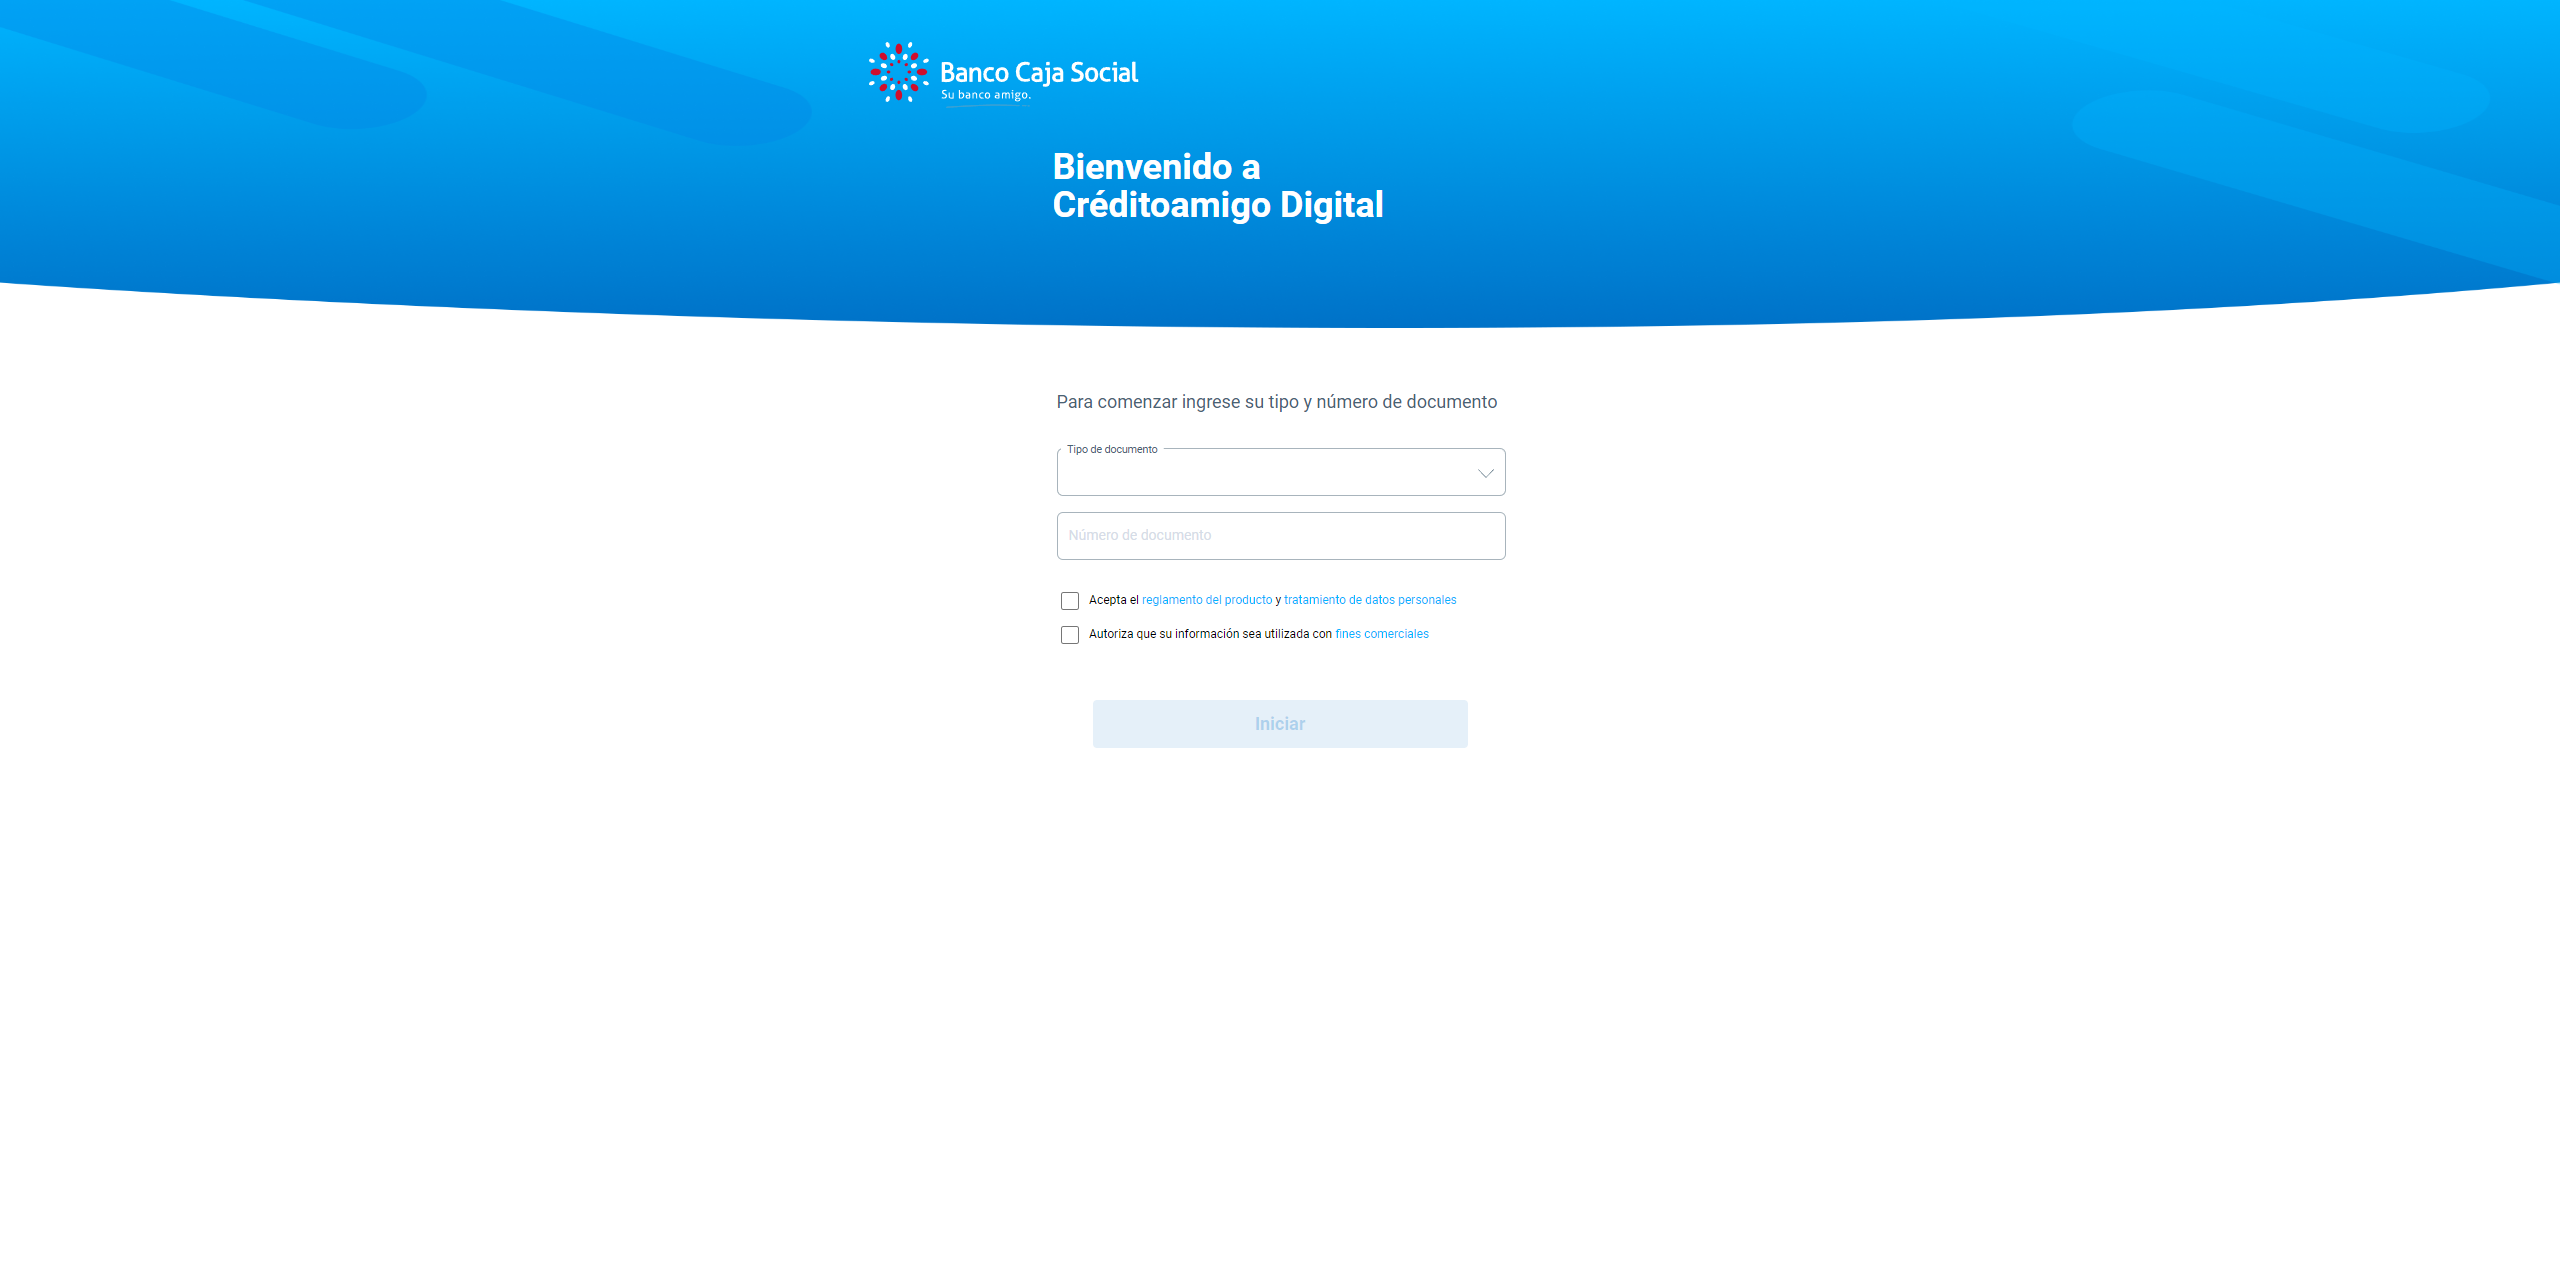 Banco Caja Social
Su banco amigo.
Bienvenido a
Créditoamigo Digital
Para comenzar ingrese su tipo y número de documento
Tipo de documento
Número de documento
Acepta el reglamento del producto y tratamiento de datos personales
Autoriza que su información sea utilizada con fines comerciales
Iniciar